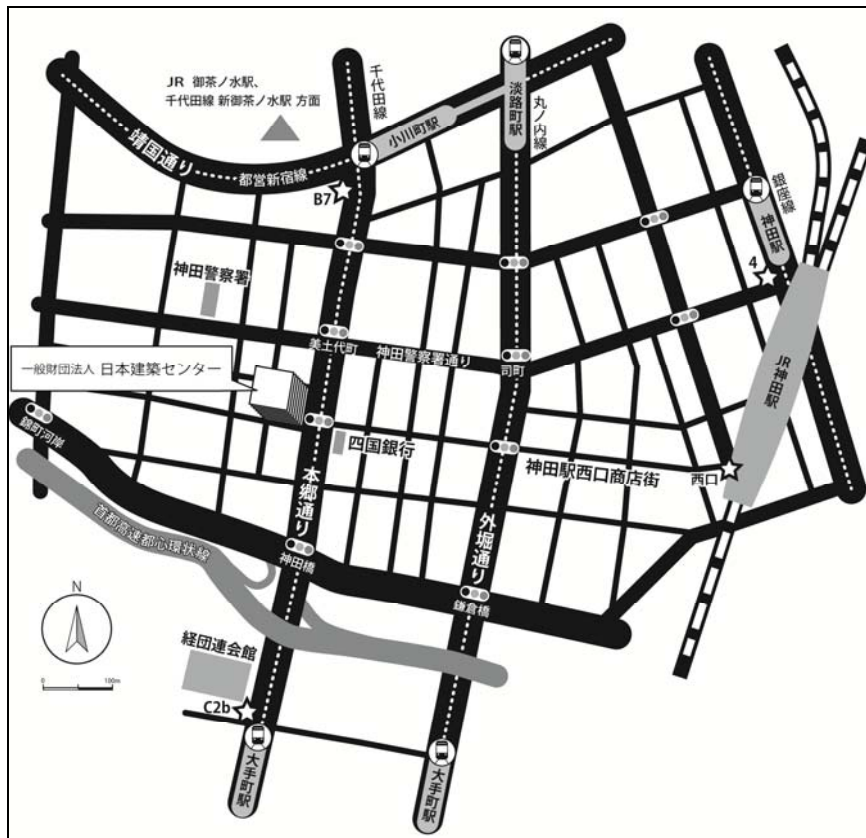 JR 御茶ノ水駅、
千代田線 新御茶ノ水駅 方面
千代田線
小川町駅
淡路町駅
丸ノ内線
靖国通り
都営新宿線
B7
銀座線
神田駅
4
神田警察署
美土代町
神田警察署通り
司町
JR神田駅
一般財団法人 日本建築センター
錦町河岸
四国銀行
神田駅西口商店街
西口
本郷通り
外堀通り
首都高速都心環状線
神田橋
鎌倉橋
N
0
100m
経団連会館
C2b
大手町駅
大手町駅